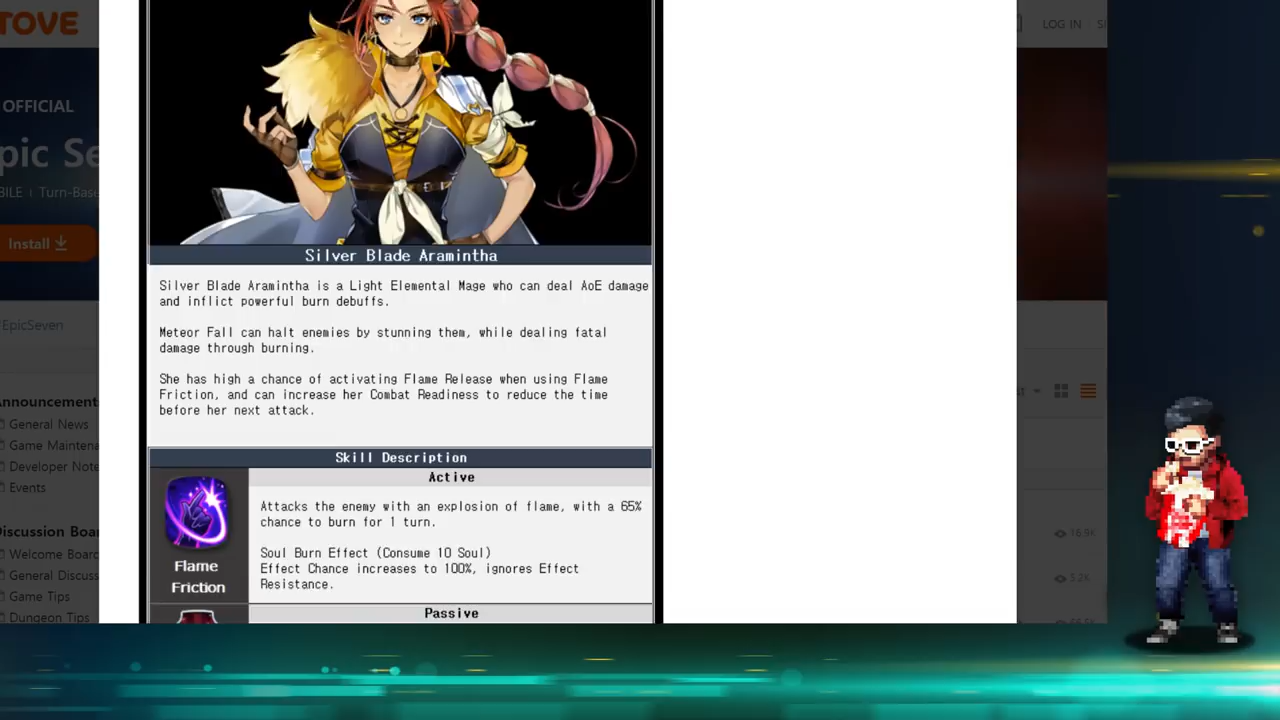 TOVE
LOG IN
OFFICIAL
pic Se
BILE | Turn-Base
Install
EpicSeven
Silver Blade Aramintha
Silver Blade Aramintha is a Light Elemental Mage who can deal AoE damage
and inflict powerful burn debuffs.
Meteor Fall can halt enemies by stunning them, while dealing fatal
damage through burning.
She has high a chance of activating Flame Release when using Flame
Friction, and can increase her Combat Readiness to reduce the time
before her next attack.
Announcement
General News
Game Maintena
Developer Note
Events
Skill Description
Active
Attacks the enemy with an explosion of flame, with a 65%
chance to burn for 1 turn.
Soul Burn Effect (Consume 10 Soul)
Effect Chance increases to 100%, ignores Effect
Resistance.
Flame
Friction
Passive
iscussion Boar
Welcome Board
General Discuss
Game Tips
Dungeon Tips
5.2K